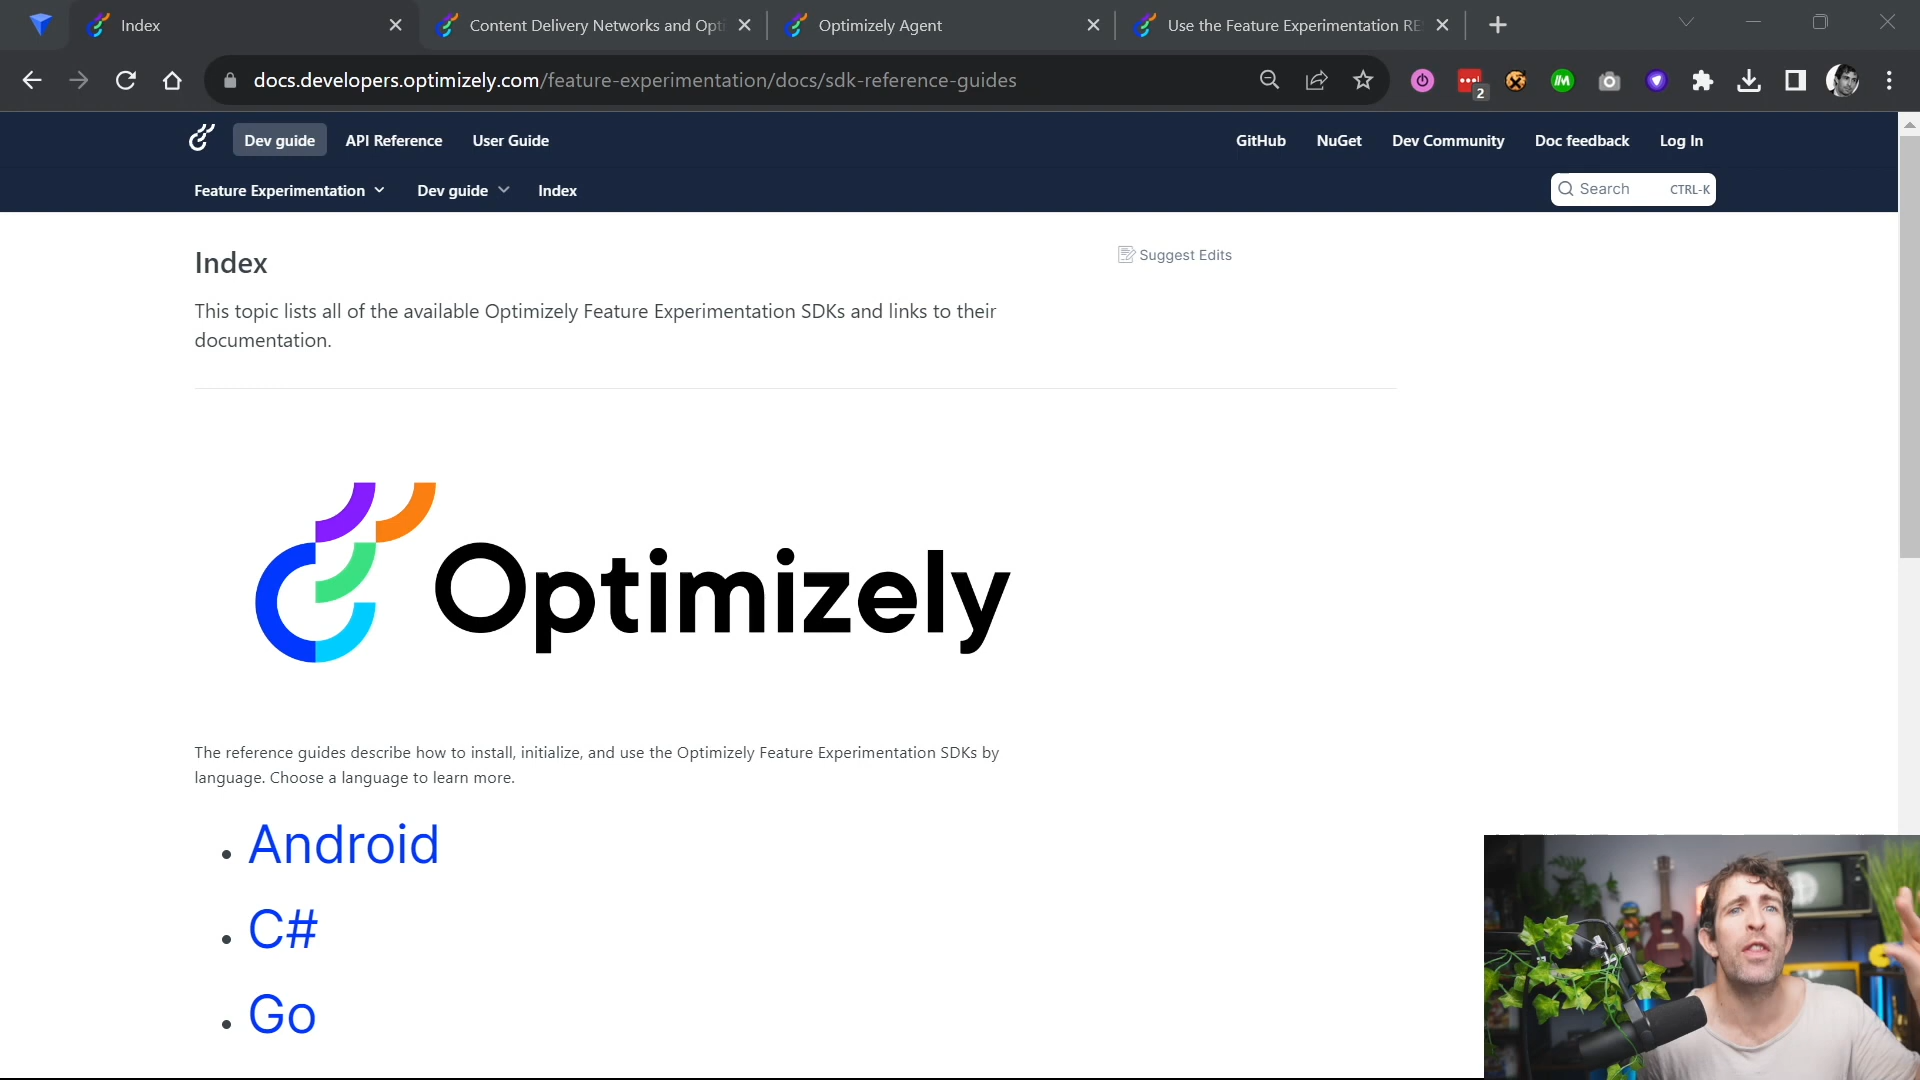 Index
Content Delivery Networks and Opti
Optimizely Agent
Use the Feature Experimentation RE
docs.developers.optimizely.com/feature-experimentation/docs/sdk-reference-guides
2
Dev guide
API Reference
User Guide
GitHub
NuGet
Dev Community
Doc feedback
Log In
Feature Experimentation
Dev guide
Index
Search
CTRL-K
Index
Suggest Edits
This topic lists all of the available Optimizely Feature Experimentation SDKs and links to their
documentation.
Optimizely
The reference guides describe how to install, initialize, and use the Optimizely Feature Experimentation SDKs by
language. Choose a language to learn more.
• Android
• C#
• Go